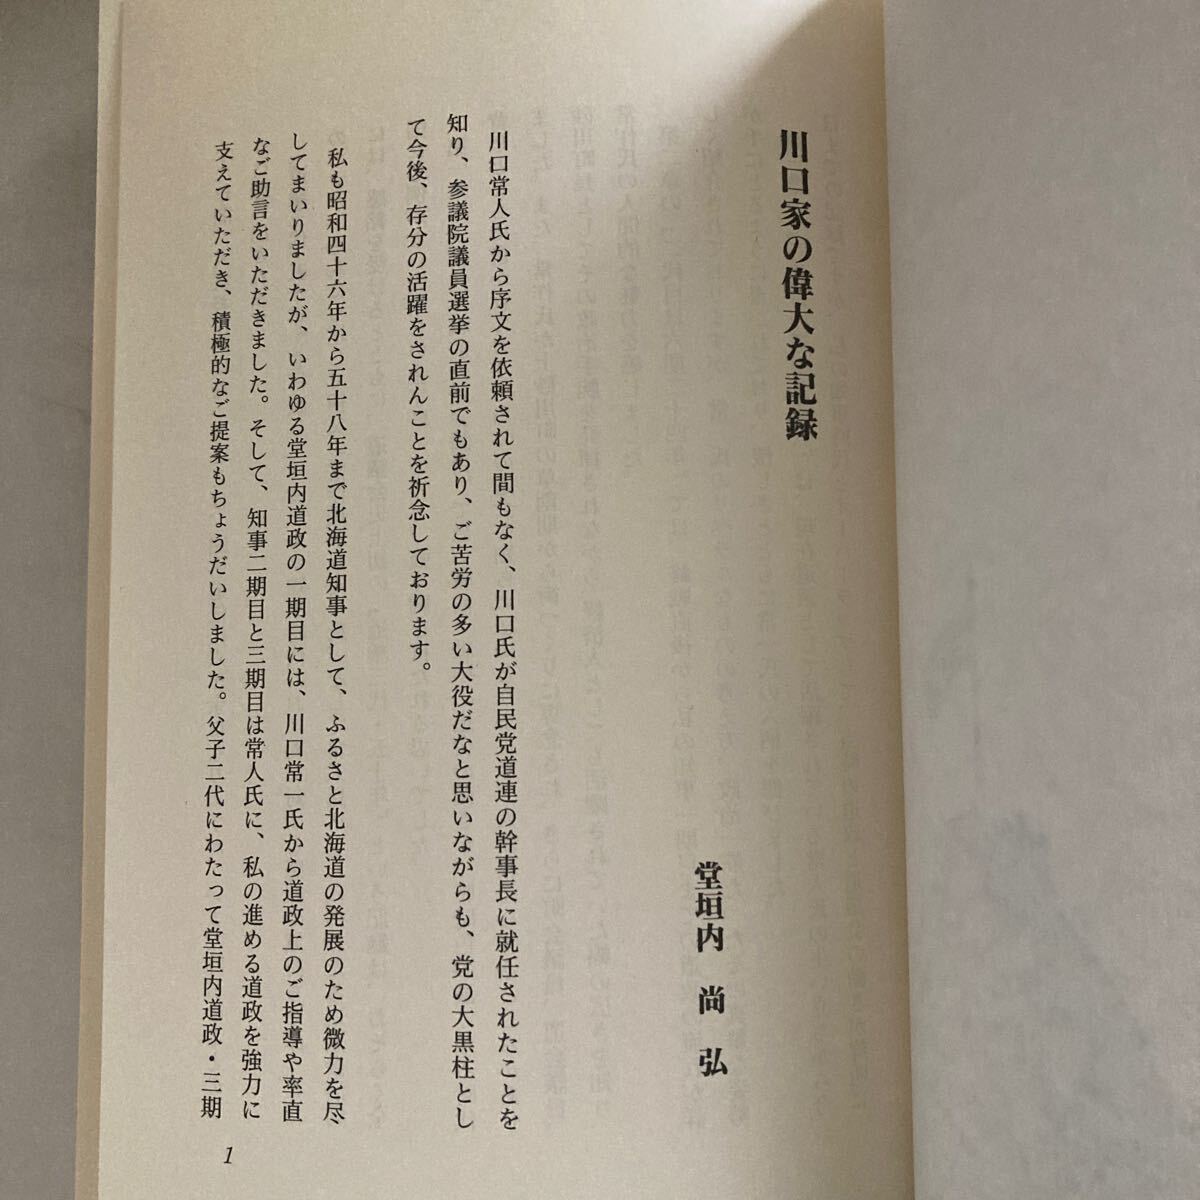 川口家の偉大な記録
堂垣内 尚 弘
川口常人氏から序文を依頼されて間もなく、川口氏が自民党道連の幹事長に就任されたことを
知り、参議院議員選挙の直前でもあり、ご苦労の多い大役だなと思いながらも、党の大黒柱とし
て今後、存分の活躍をされんことを祈念しております。
私も昭和四十六年から五十八年まで北海道知事として、ふるさと北海道の発展のため微力を尽
してまいりましたが、いわゆる堂垣内道政の一期目には、川口常一氏から道政上のご指導や率直
なご助言をいただきました。そして、知事二期目と三期目は常人氏に、私の進める道政を強力に
支えていただき、積極的なご提案もちょうだいしました。父子二代にわたって堂垣内道政・三期
1